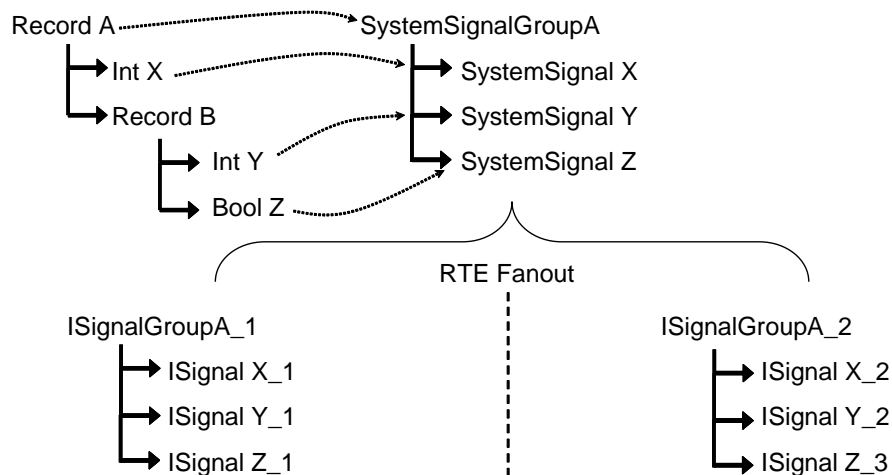 Record A
Int X
Record B
Int Y
Bool Z
SystemSignalGroupA
SystemSignal X
SystemSignal Y
SystemSignal Z
RTE Fanout
ISignalGroupA_1
ISignal X_1
ISignal Y_1
ISignal Z_1
ISignalGroupA_2
ISignal X_2
ISignal Y_2
ISignal Z_3